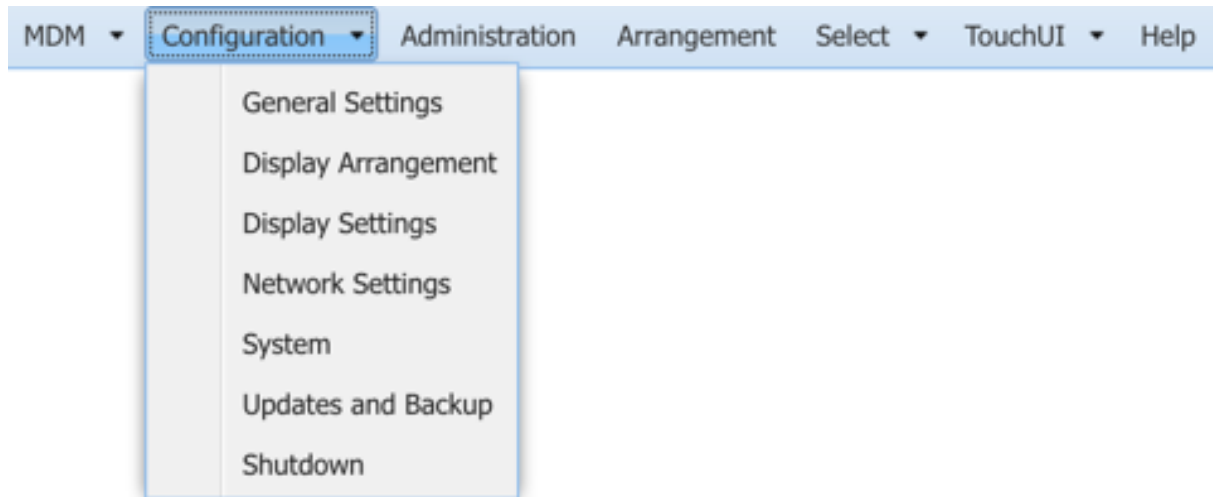 MDM Configuration Administration Arrangement Select TouchUI Help
General Settings
Display Arrangement
Display Settings
Network Settings
System
Updates and Backup
Shutdown